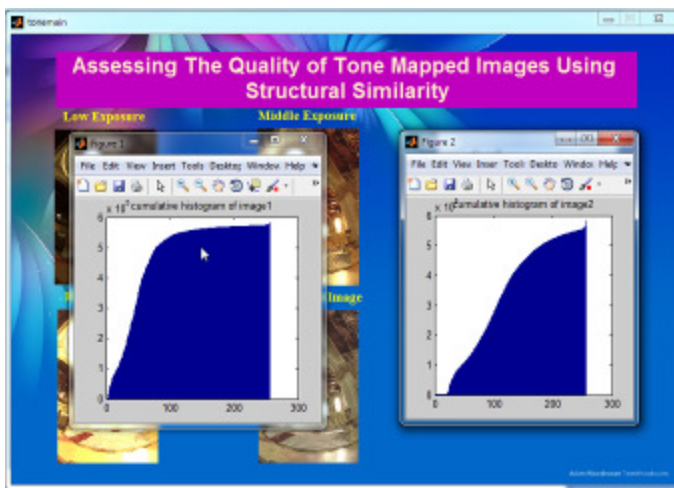 tonemain
Assessing The Quality of Tone Mapped Images Using
Structural Similarity
Low Exposure
Middle Exposure
Figure 1
File Edit View Insert Tools Desktop Window Help
cumulative histogram of image1
6
5
4
3
2
1
0
0 100 200 300
Figure 2
File Edit View Inser Tools Deskto Window Help
cumulative histogram of image2
6
5
4
3
2
1
0
0 100 200 300
Image